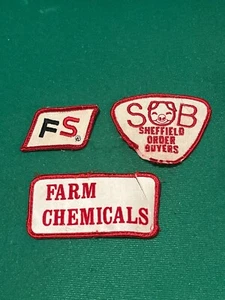 FS
SOB
SHEFFIELD
ORDER
BUYERS
FARM
CHEMICALS